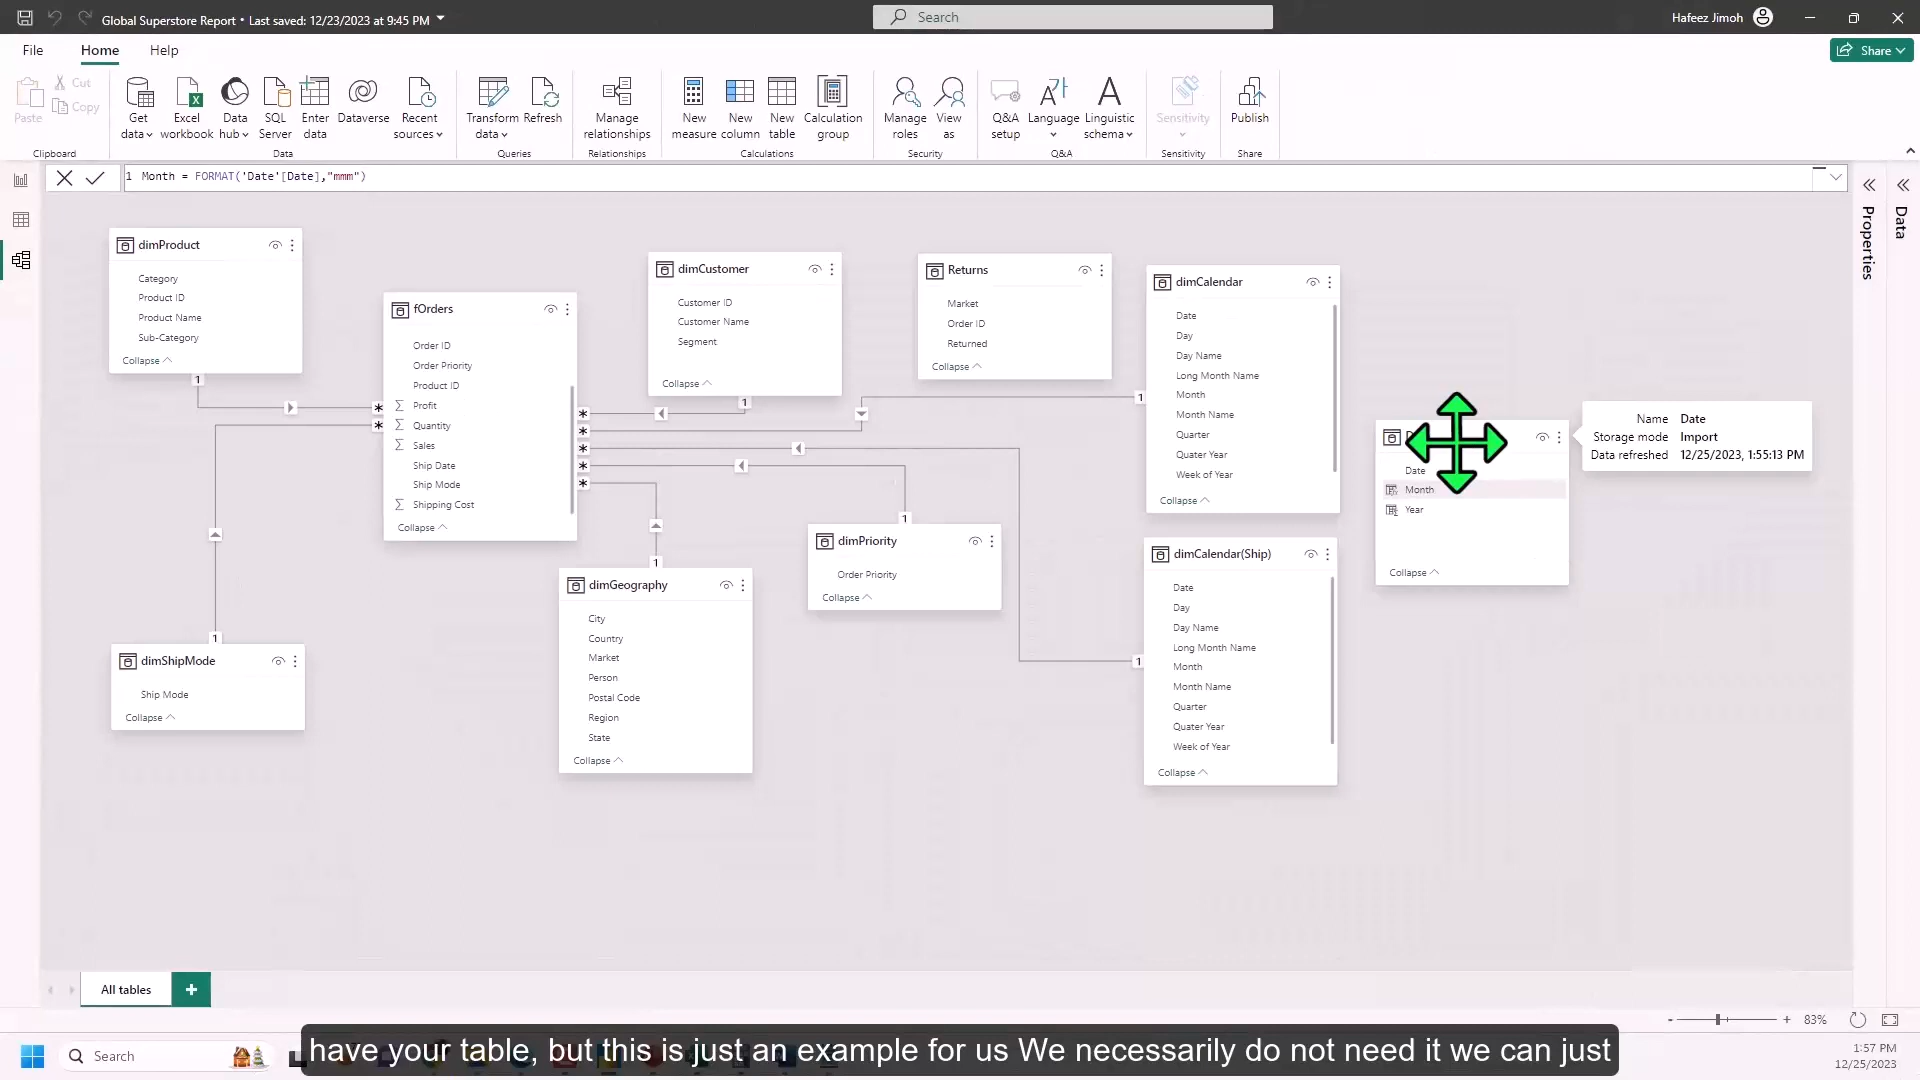 Global Superstore Report • Last saved: 12/23/2023 at 9:45 PM
Search
Hafeez Jimoh
File
Home
Help
Share
Paste
Cut
Copy
Get data
Excel workbook
Data hub
SQL Server
Enter data
Dataverse
Recent sources
Transform data
Refresh
Manage relationships
New measure
New column
New table
Calculation group
Manage roles
View as
Q&A setup
Language
Linguistic schema
Sensitivity
Publish
Clipboard
Data
Queries
Relationships
Calculations
Security
Q&A
Sensitivity
Share
1 Month = FORMAT('Date'[Date],"mmm")
Properties
Data
dimProduct
Category
Product ID
Product Name
Sub-Category
Collapse
1
fOrders
Order ID
Order Priority
Product ID
Profit
Quantity
Sales
Ship Date
Ship Mode
Shipping Cost
Collapse
dimCustomer
Customer ID
Customer Name
Segment
Collapse
1
Returns
Market
Order ID
Returned
Collapse
dimCalendar
Date
Day
Day Name
Long Month Name
Month
Month Name
Quarter
Quater Year
Week of Year
Collapse
1
Date
Month
Year
Collapse
Name Date
Storage mode Import
Data refreshed 12/25/2023, 1:55:13 PM
dimPriority
Order Priority
Collapse
1
dimCalendar(Ship)
Date
Day
Day Name
Long Month Name
Month
Month Name
Quarter
Quater Year
Week of Year
Collapse
1
dimGeography
City
Country
Market
Person
Postal Code
Region
State
Collapse
1
dimShipMode
Ship Mode
Collapse
1
All tables
+
- + 83%
Search
have your table, but this is just an example for us We necessarily do not need it we can just
1:57 PM
12/25/2023